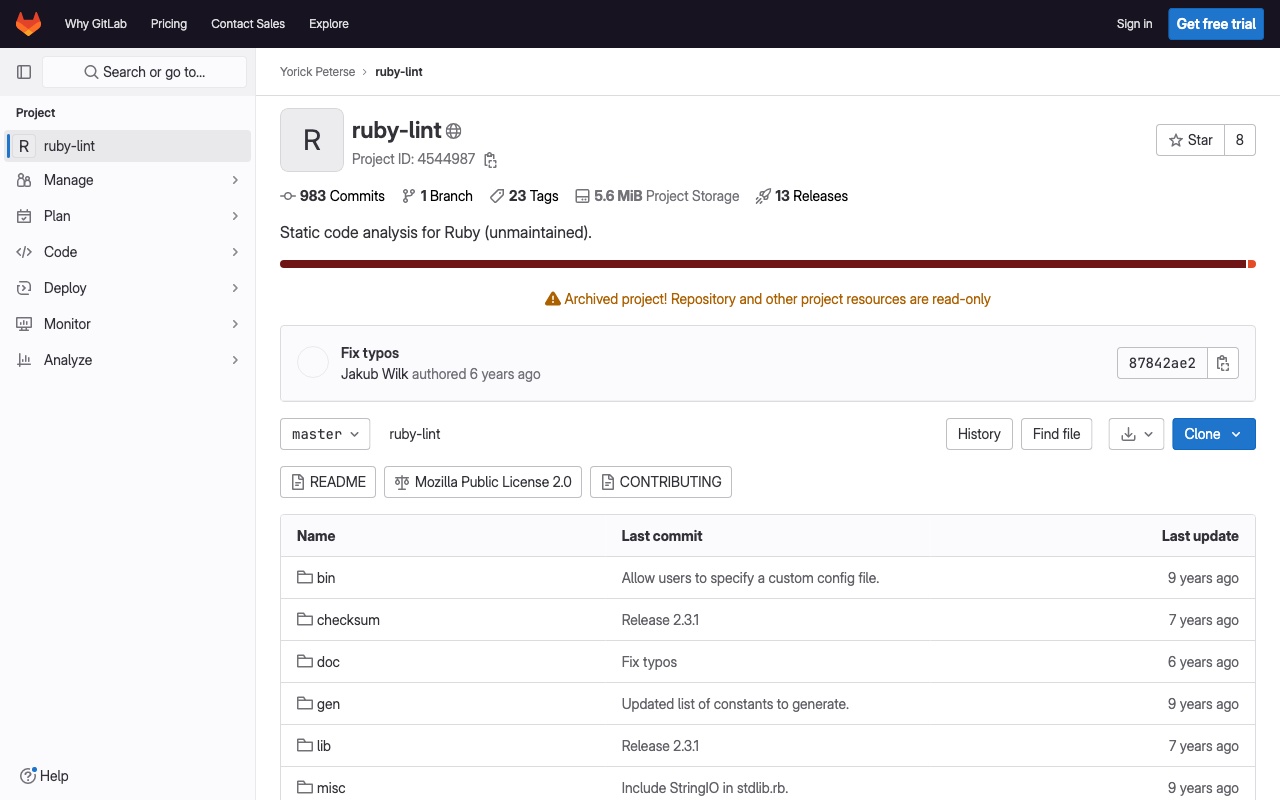 Why GitLab Pricing Contact Sales Explore Sign in Get free trial
Search or go to...
Project
R ruby-lint
Manage
Plan
Code
Deploy
Monitor
Analyze
Help
Yorick Peterse > ruby-lint
R
ruby-lint
Project ID: 4544987
Star 8
983 Commits 1 Branch 23 Tags 5.6 MiB Project Storage 13 Releases
Static code analysis for Ruby (unmaintained).
Archived project! Repository and other project resources are read-only
Fix typos
Jakub Wilk authored 6 years ago
87842ae2
master ruby-lint History Find file Clone
README Mozilla Public License 2.0 CONTRIBUTING
Name Last commit Last update
bin Allow users to specify a custom config file. 9 years ago
checksum Release 2.3.1 7 years ago
doc Fix typos 6 years ago
gen Updated list of constants to generate. 9 years ago
lib Release 2.3.1 7 years ago
misc Include StringIO in stdlib.rb. 9 years ago